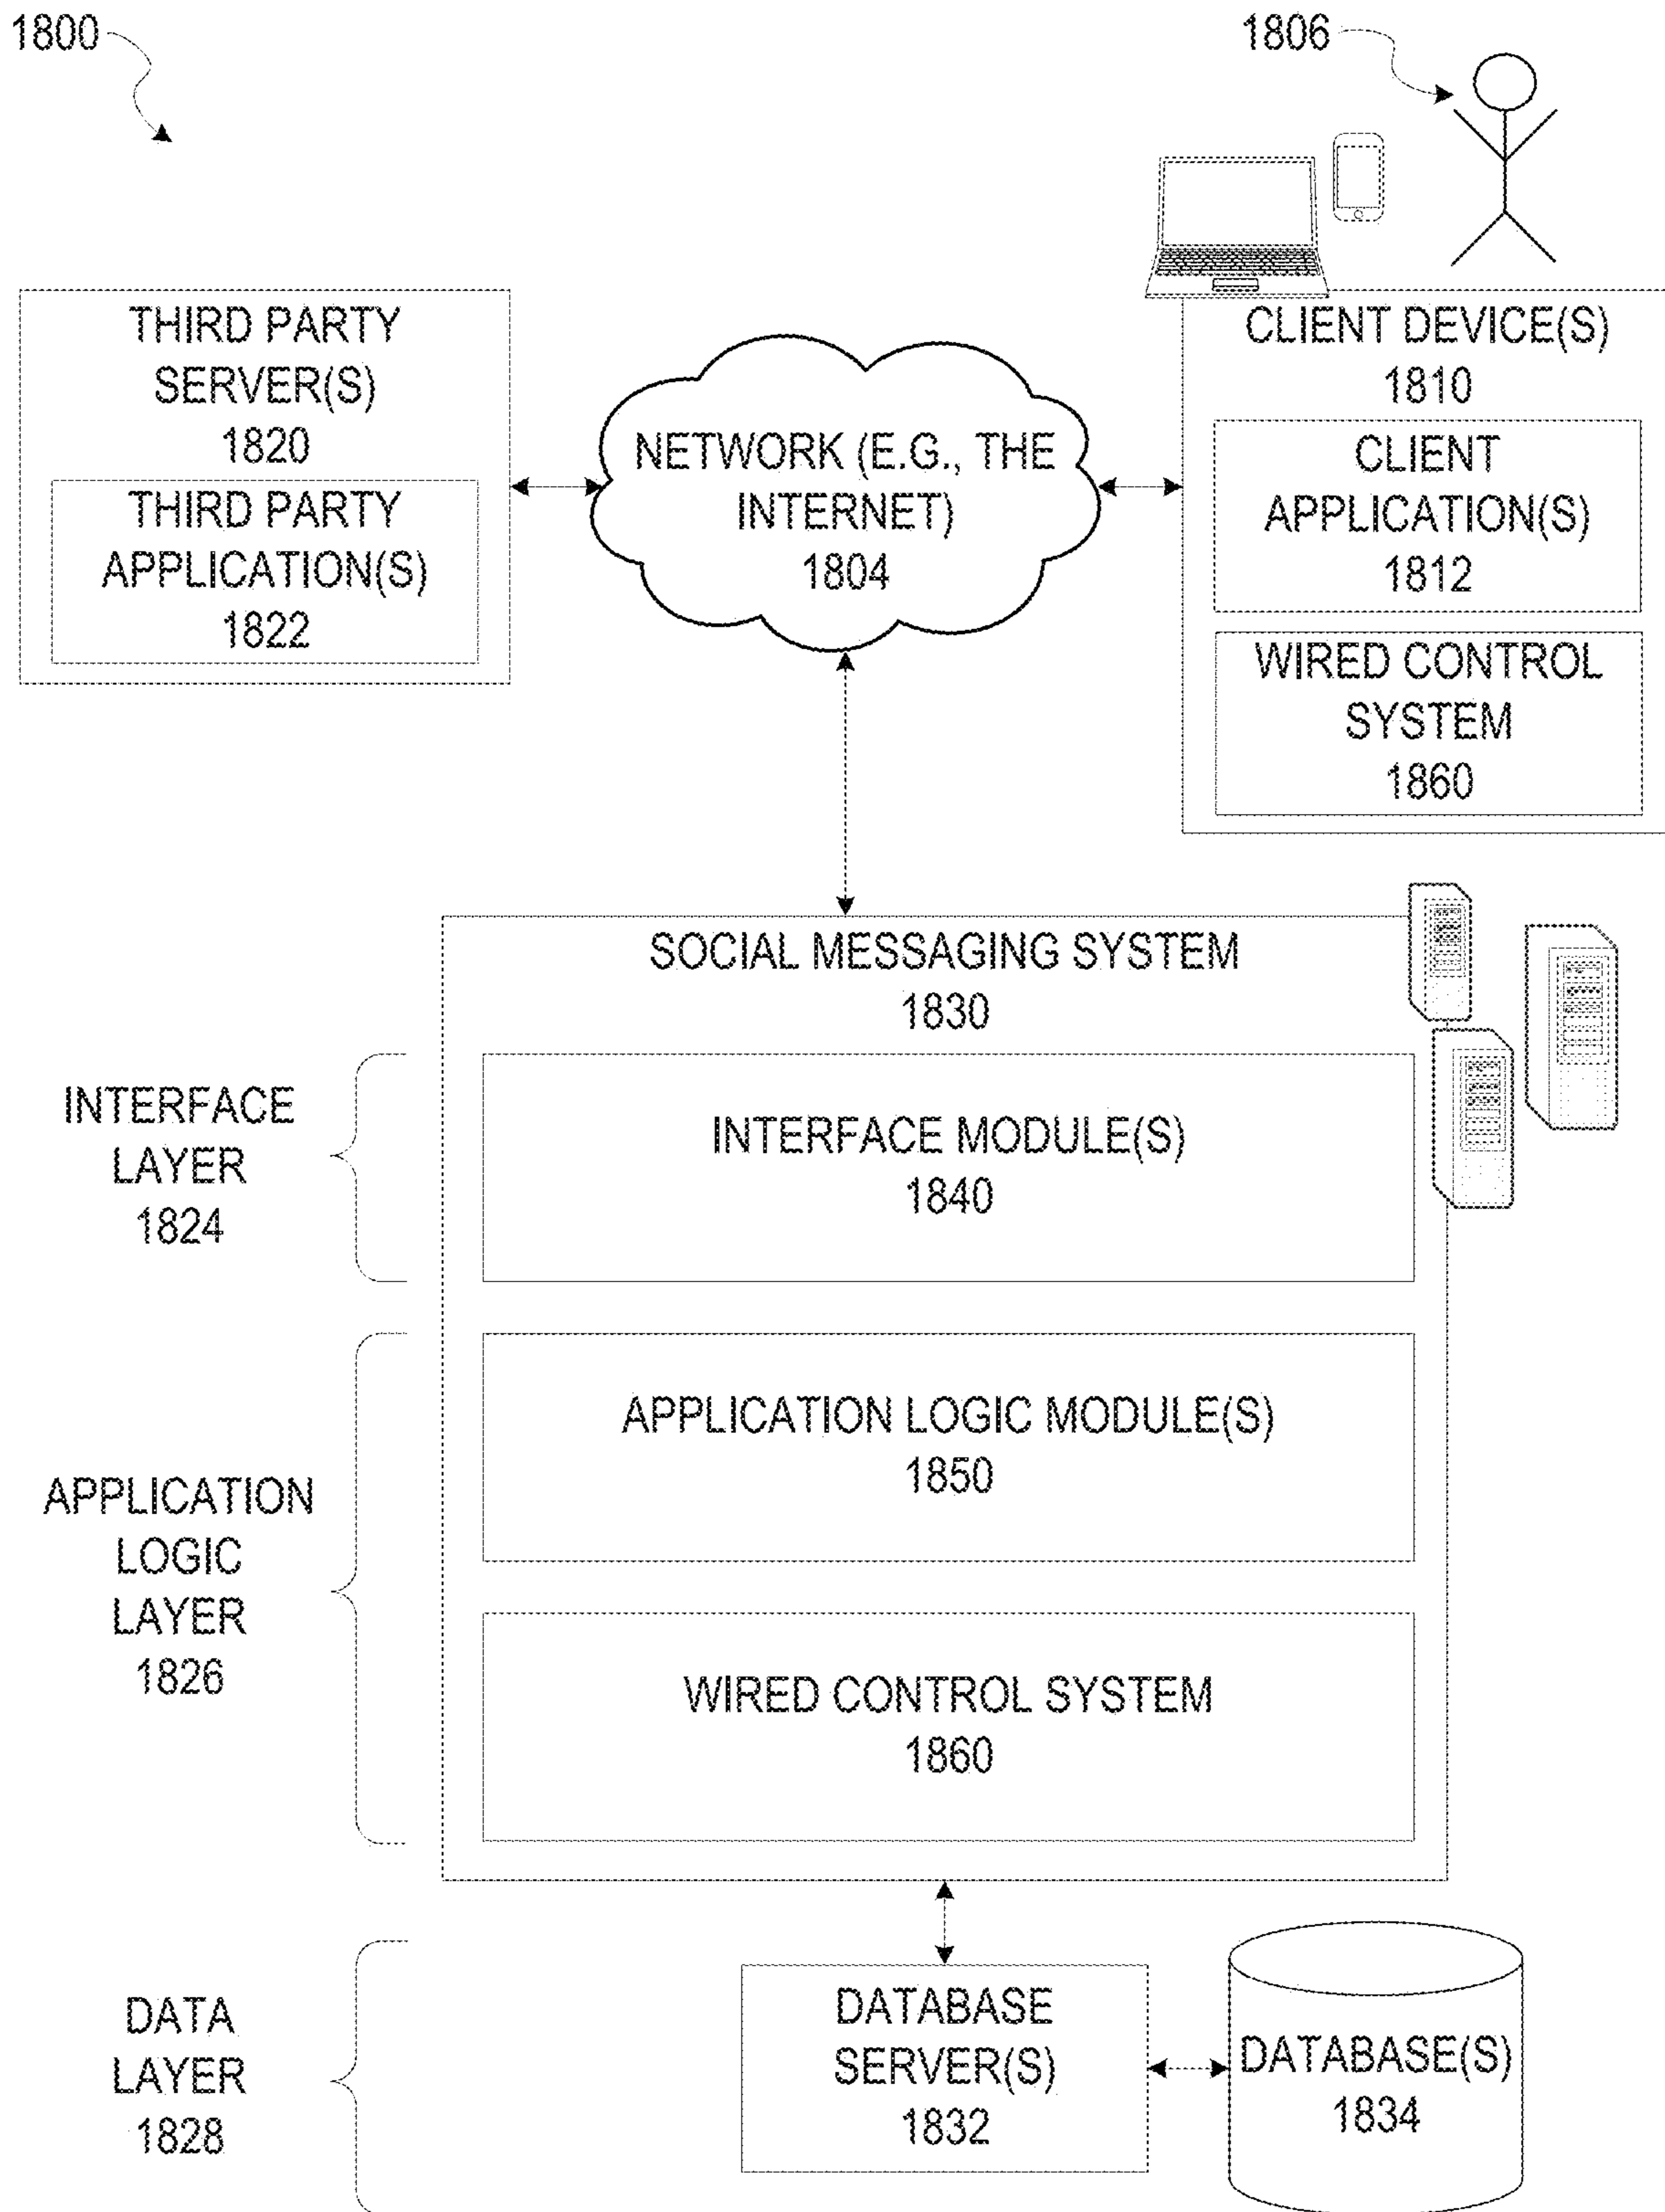 1800
1806
THIRD PARTY
SERVER(S)
1820
THIRD PARTY
APPLICATION(S)
1822
NETWORK (E.G., THE
INTERNET)
1804
CLIENT DEVICE(S)
1810
CLIENT
APPLICATION(S)
1812
WIRED CONTROL
SYSTEM
1860
SOCIAL MESSAGING SYSTEM
1830
INTERFACE
LAYER
1824
INTERFACE MODULE(S)
1840
APPLICATION
LOGIC
LAYER
1826
APPLICATION LOGIC MODULE(S)
1850
WIRED CONTROL SYSTEM
1860
DATA
LAYER
1828
DATABASE
SERVER(S)
1832
DATABASE(S)
1834